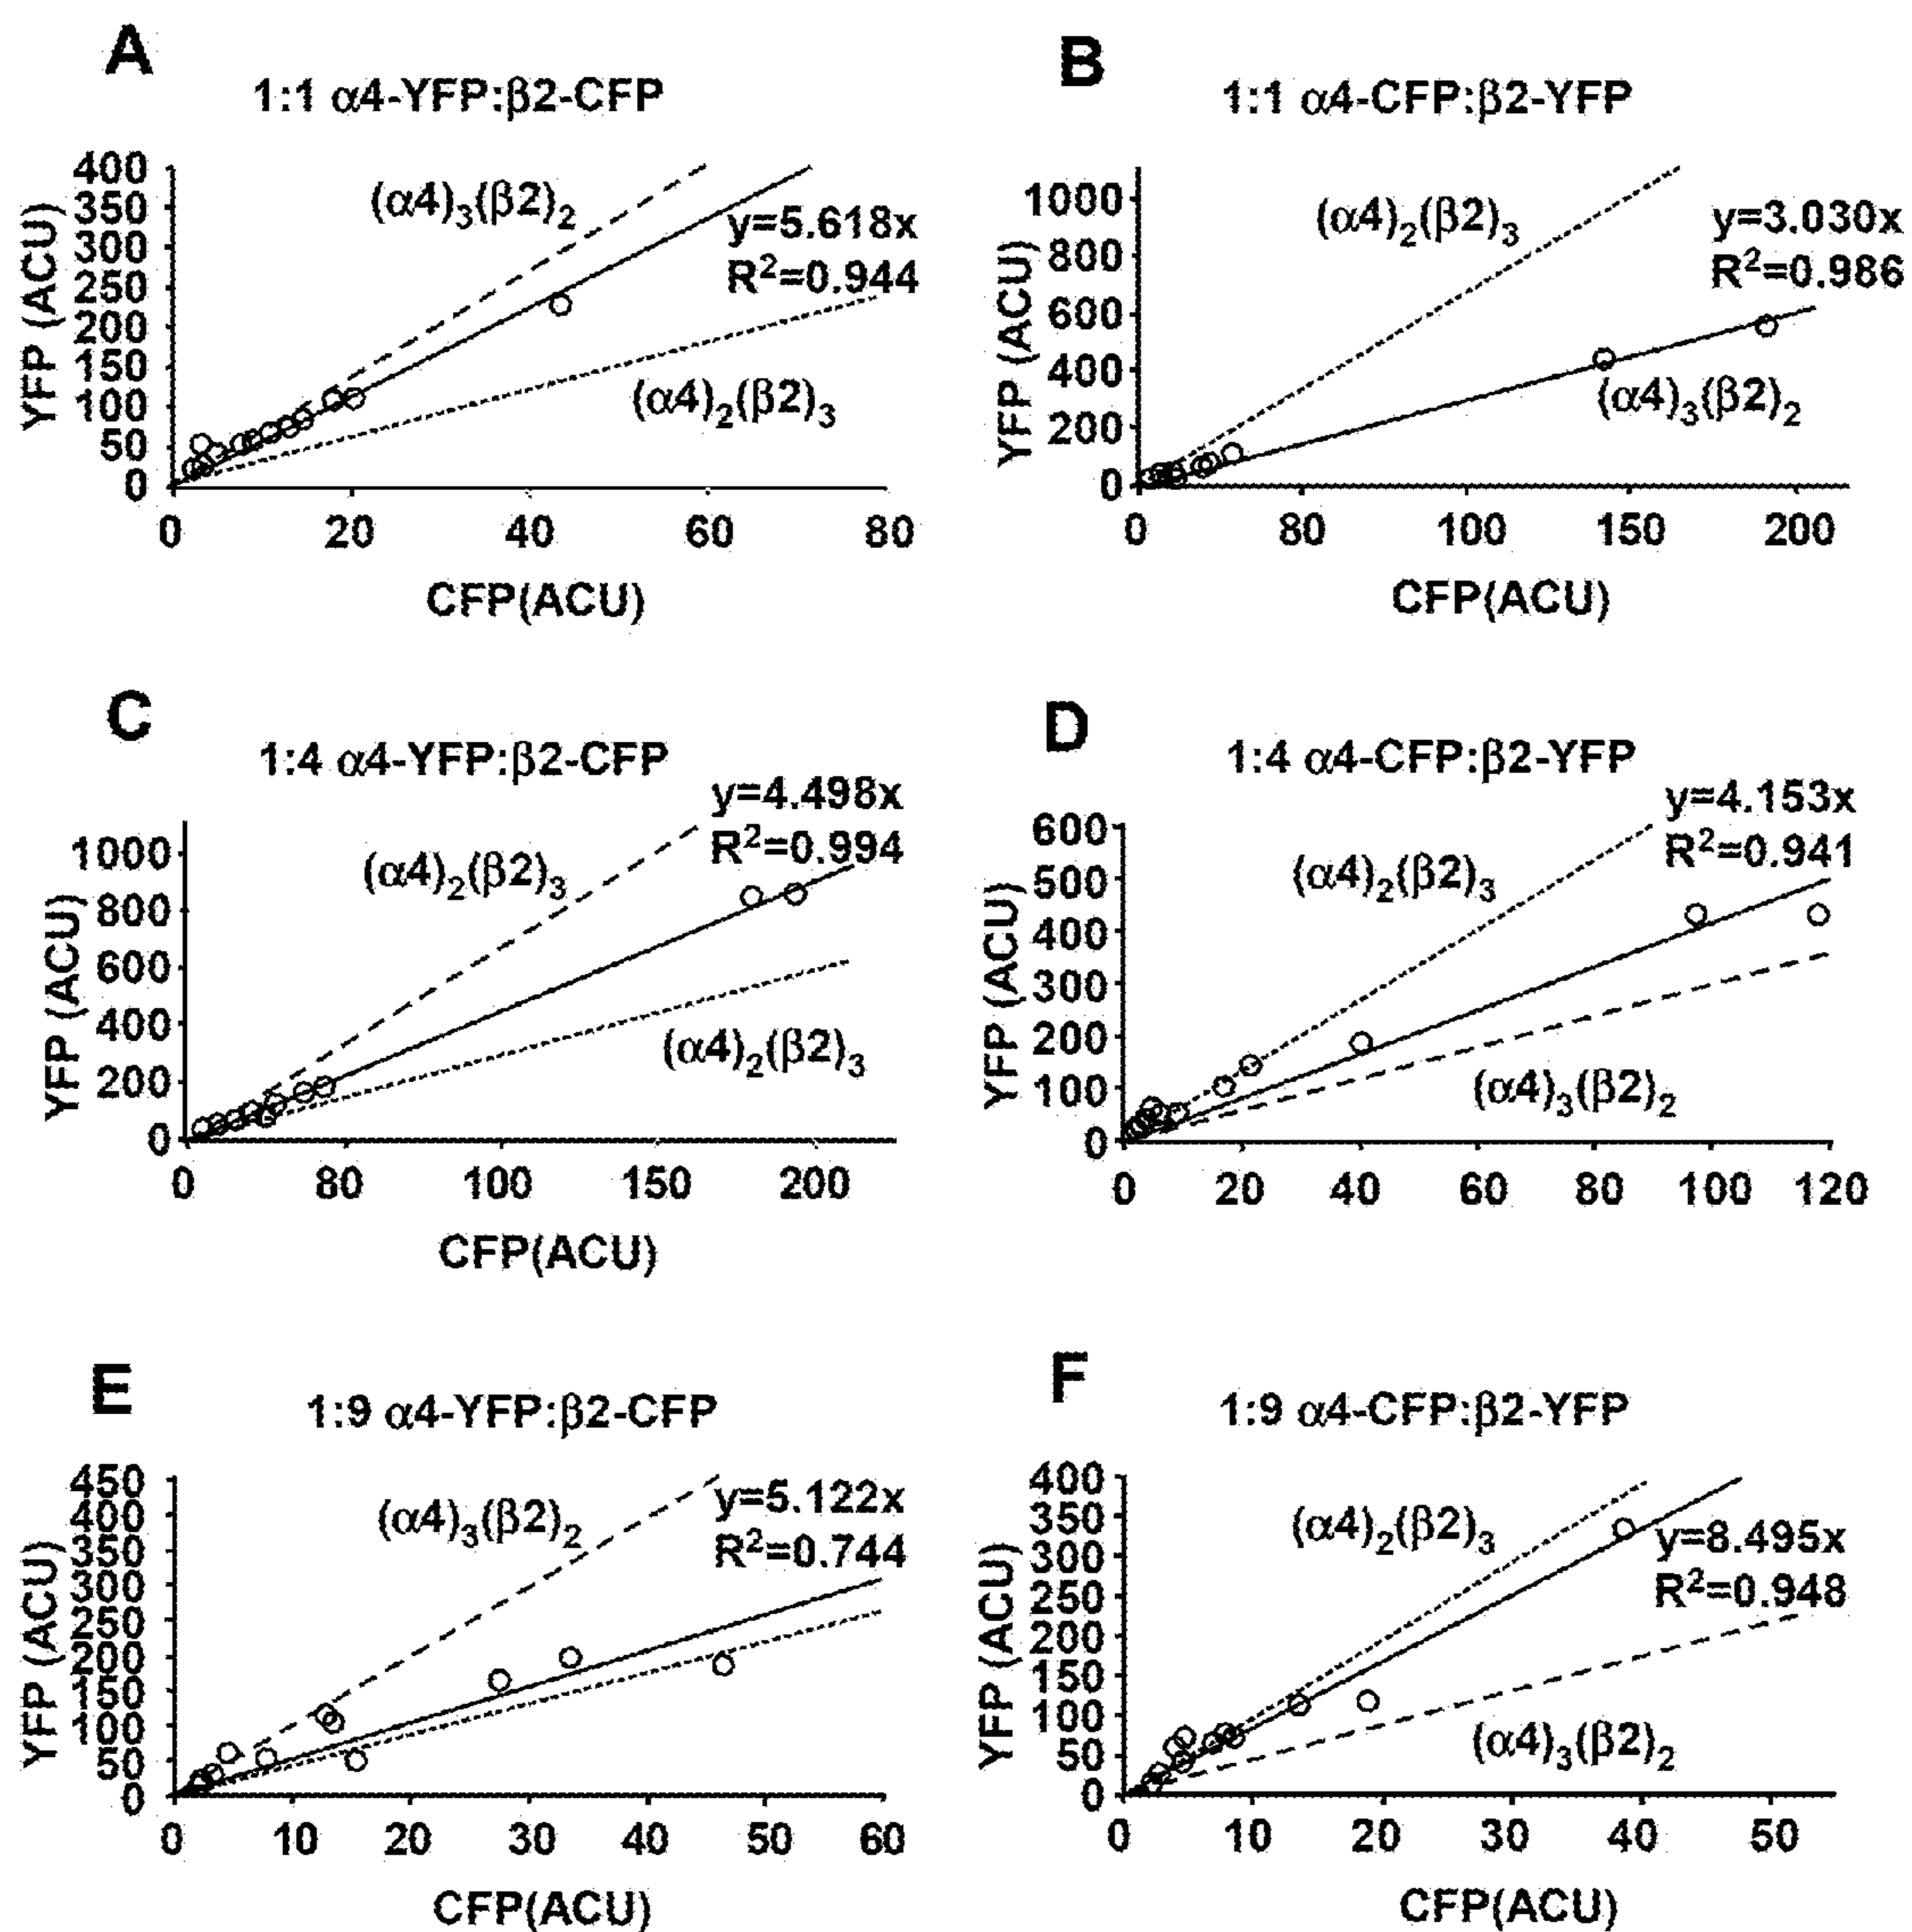 A
1:1 α4-YFP:β2-CFP
400
350
300
250
200
150
100
50
0
YFP (ACU)
(α4)₃(β2)₂
y=5.618x
R²=0.944
(α4)₂(β2)₃
0 20 40 60 80
CFP(ACU)
B
1:1 α4-CFP:β2-YFP
1000
800
600
400
200
0
YFP (ACU)
(α4)₂(β2)₃
y=3.030x
R²=0.986
(α4)₃(β2)₂
0 80 100 150 200
CFP(ACU)
C
1:4 α4-YFP:β2-CFP
y=4.498x
R²=0.994
1000
800
600
400
200
0
YFP (ACU)
(α4)₂(β2)₃
(α4)₂(β2)₃
0 80 100 150 200
CFP(ACU)
D
1:4 α4-CFP:β2-YFP
y=4.153x
R²=0.941
600
500
400
300
200
100
0
YFP (ACU)
(α4)₂(β2)₃
(α4)₃(β2)₂
0 20 40 60 80 100 120
E
1:9 α4-YFP:β2-CFP
450
400
350
300
250
200
150
100
50
0
YFP (ACU)
(α4)₃(β2)₂
y=5.122x
R²=0.744
0 10 20 30 40 50 60
CFP(ACU)
F
1:9 α4-CFP:β2-YFP
400
350
300
250
200
150
100
50
0
YFP (ACU)
(α4)₂(β2)₃
y=8.495x
R²=0.948
(α4)₃(β2)₂
0 10 20 30 40 50
CFP(ACU)